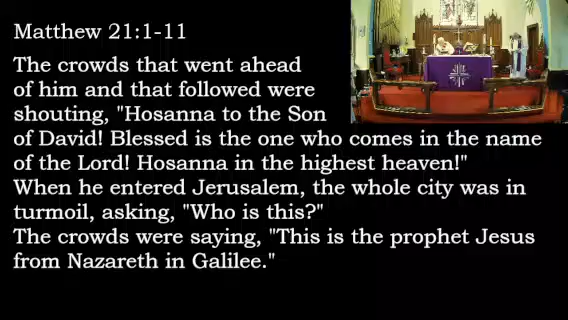 Matthew 21:1-11
The crowds that went ahead
of him and that followed were
shouting, "Hosanna to the Son
of David! Blessed is the one who comes in the name
of the Lord! Hosanna in the highest heaven!"
When he entered Jerusalem, the whole city was in
turmoil, asking, "Who is this?"
The crowds were saying, "This is the prophet Jesus
from Nazareth in Galilee."